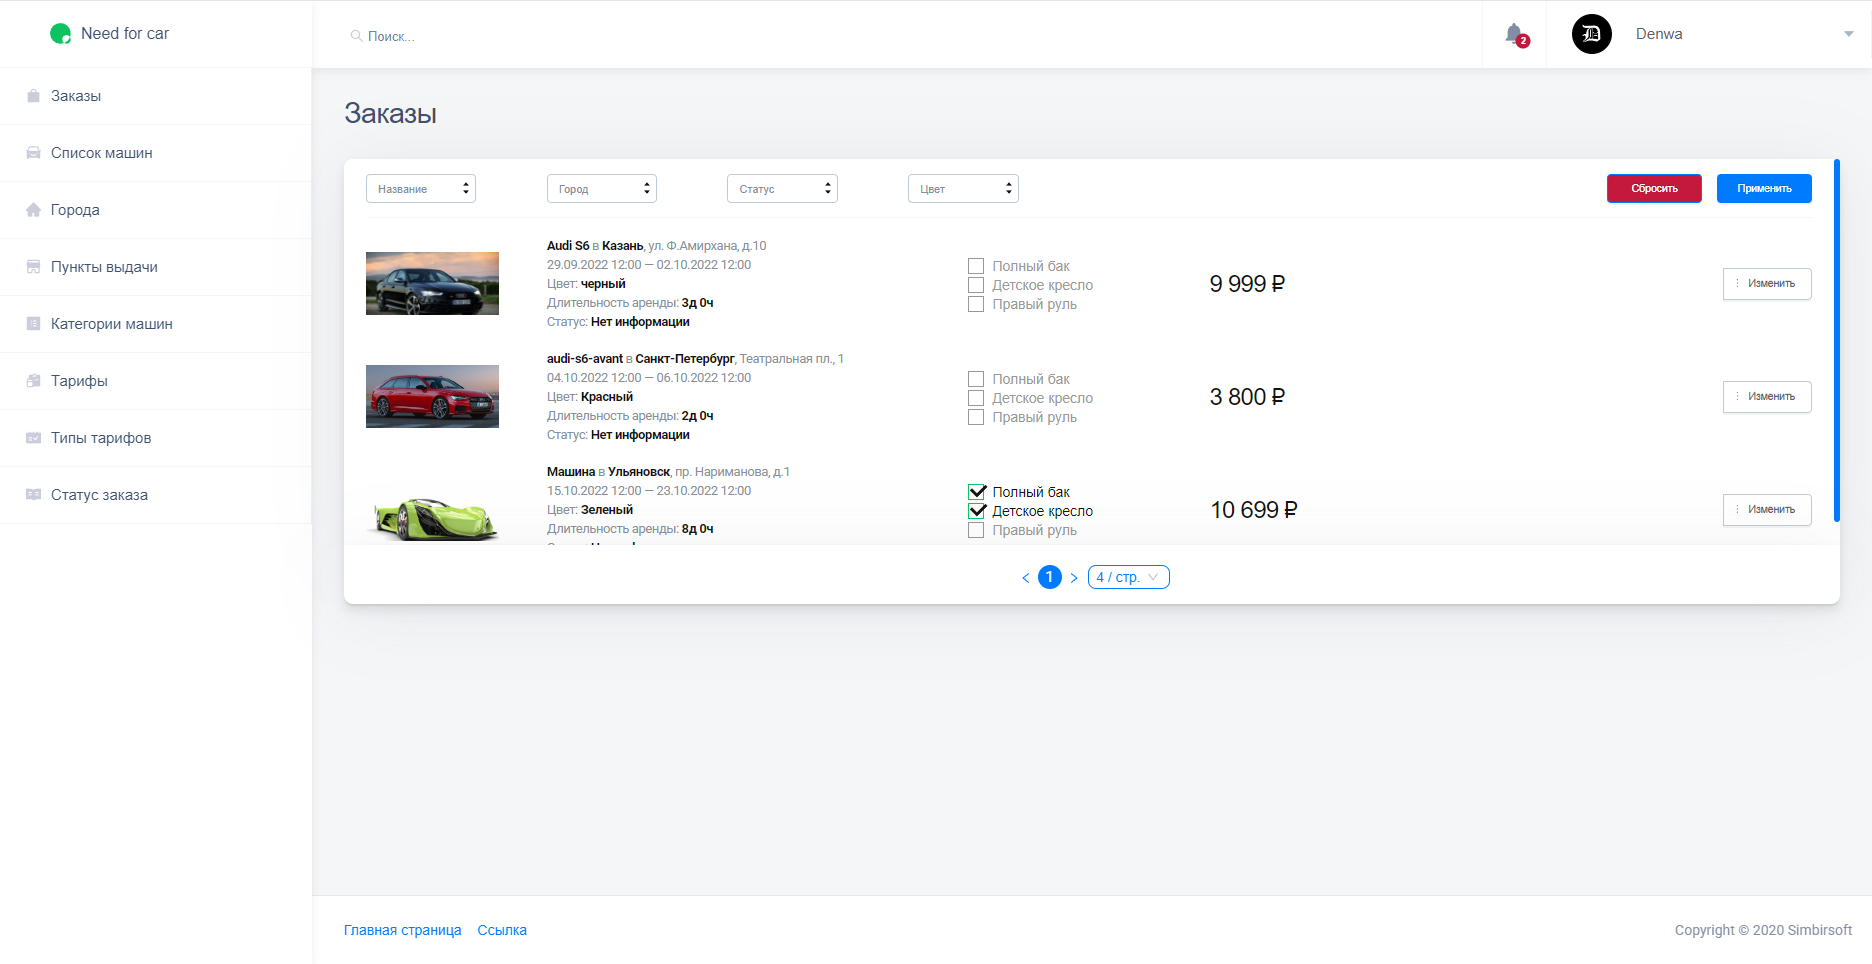 Need for car
Поиск...
2
Denwa
Заказы
Список машин
Города
Пункты выдачи
Категории машин
Тарифы
Типы тарифов
Статус заказа
Заказы
Название
Город
Статус
Цвет
Сбросить
Применить
Audi S6 в Казань, ул. Ф.Амирхана, д.10
29.09.2022 12:00 — 02.10.2022 12:00
Цвет: черный
Длительность аренды: 3д 0ч
Статус: Нет информации
Полный бак
Детское кресло
Правый руль
9 999 ₽
Изменить
audi-s6-avant в Санкт-Петербург, Театральная пл., 1
04.10.2022 12:00 — 06.10.2022 12:00
Цвет: Красный
Длительность аренды: 2д 0ч
Статус: Нет информации
Полный бак
Детское кресло
Правый руль
3 800 ₽
Изменить
Машина в Ульяновск, пр. Нариманова, д.1
15.10.2022 12:00 — 23.10.2022 12:00
Цвет: Зеленый
Длительность аренды: 8д 0ч
Полный бак
Детское кресло
Правый руль
10 699 ₽
Изменить
< 1 >
4 / стр.
Главная страница
Ссылка
Copyright © 2020 Simbirsoft